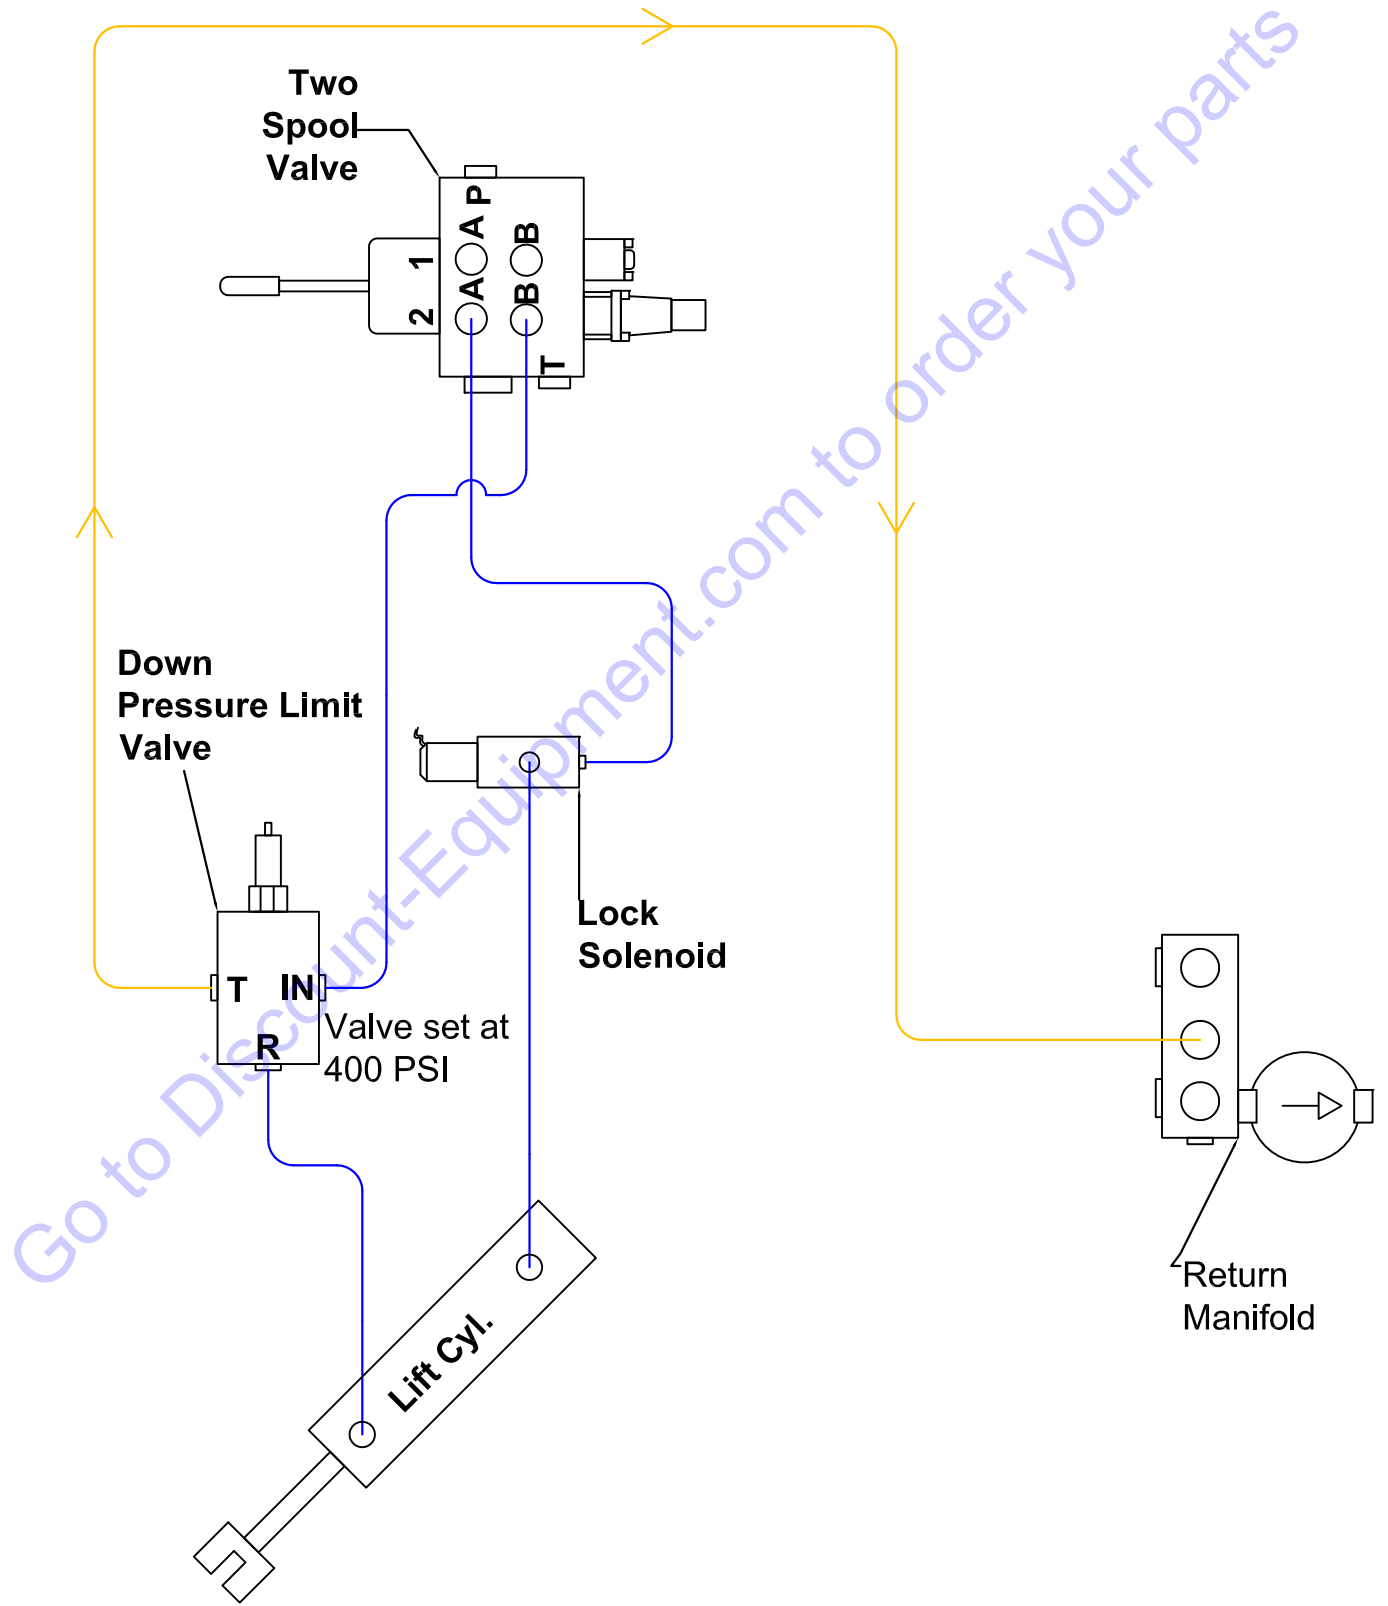 Two
Spool
Valve
P
A
B
1
A
B
2
T
Down
Pressure Limit
Valve
Lock
Solenoid
T
IN
R
Valve set at
400 PSI
Lift Cyl.
Return
Manifold
Go to Discount-Equipment.com to order your parts